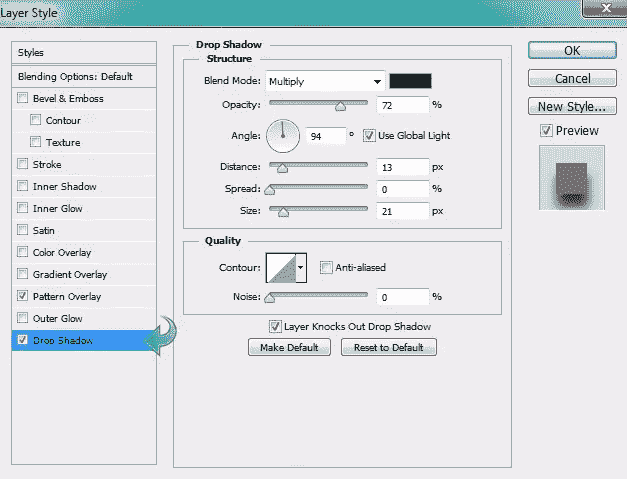 Layer Style
Styles
Blending Options: Default
Bevel & Emboss
Contour
Texture
Stroke
Inner Shadow
Inner Glow
Satin
Color Overlay
Gradient Overlay
Pattern Overlay
Outer Glow
Drop Shadow
Drop Shadow
Structure
Blend Mode: Multiply
Opacity: 72 %
Angle: 94 ° Use Global Light
Distance: 13 px
Spread: 0 %
Size: 21 px
Quality
Contour: Anti-aliased
Noise: 0 %
Layer Knocks Out Drop Shadow
Make Default Reset to Default
OK
Cancel
New Style...
Preview